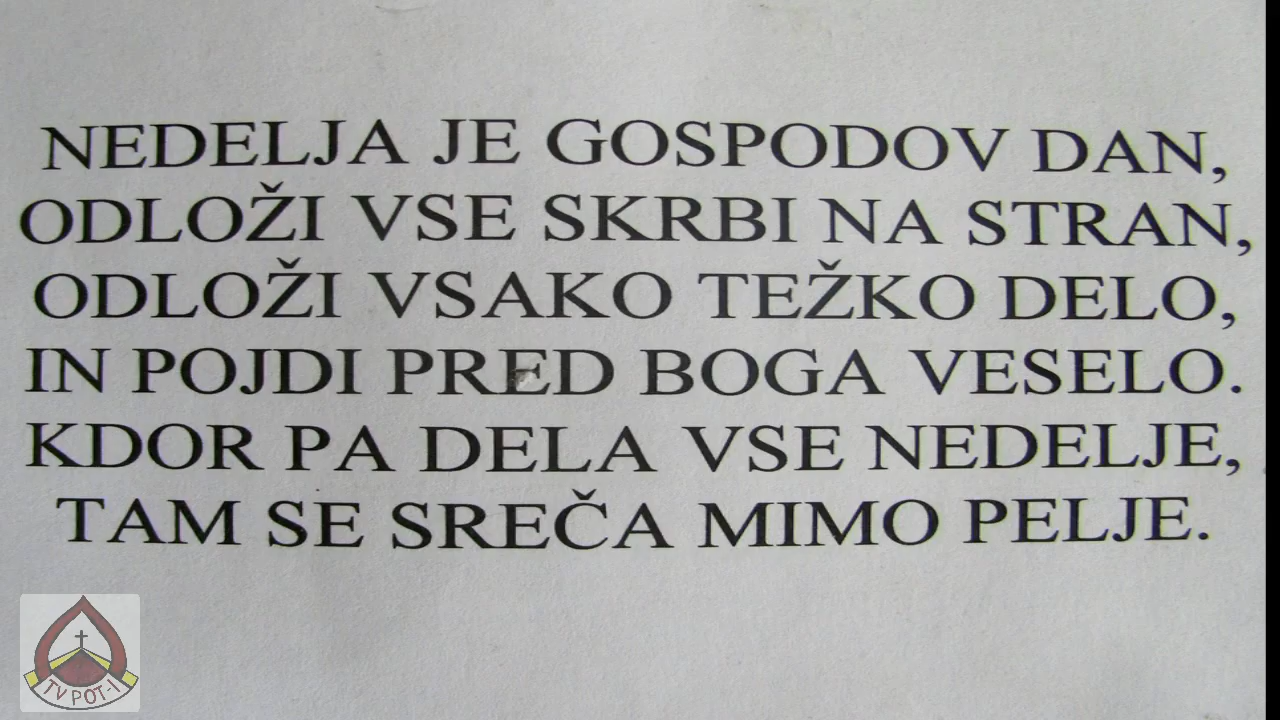 NEDELJA JE GOSPODOV DAN,
ODLOŽI VSE SKRBI NA STRAN,
ODLOŽI VSAKO TEŽKO DELO,
IN POJDI PRED BOGA VESELO.
KDOR PA DELA VSE NEDELJE,
TAM SE SREČA MIMO PELJE.
TV POT-I